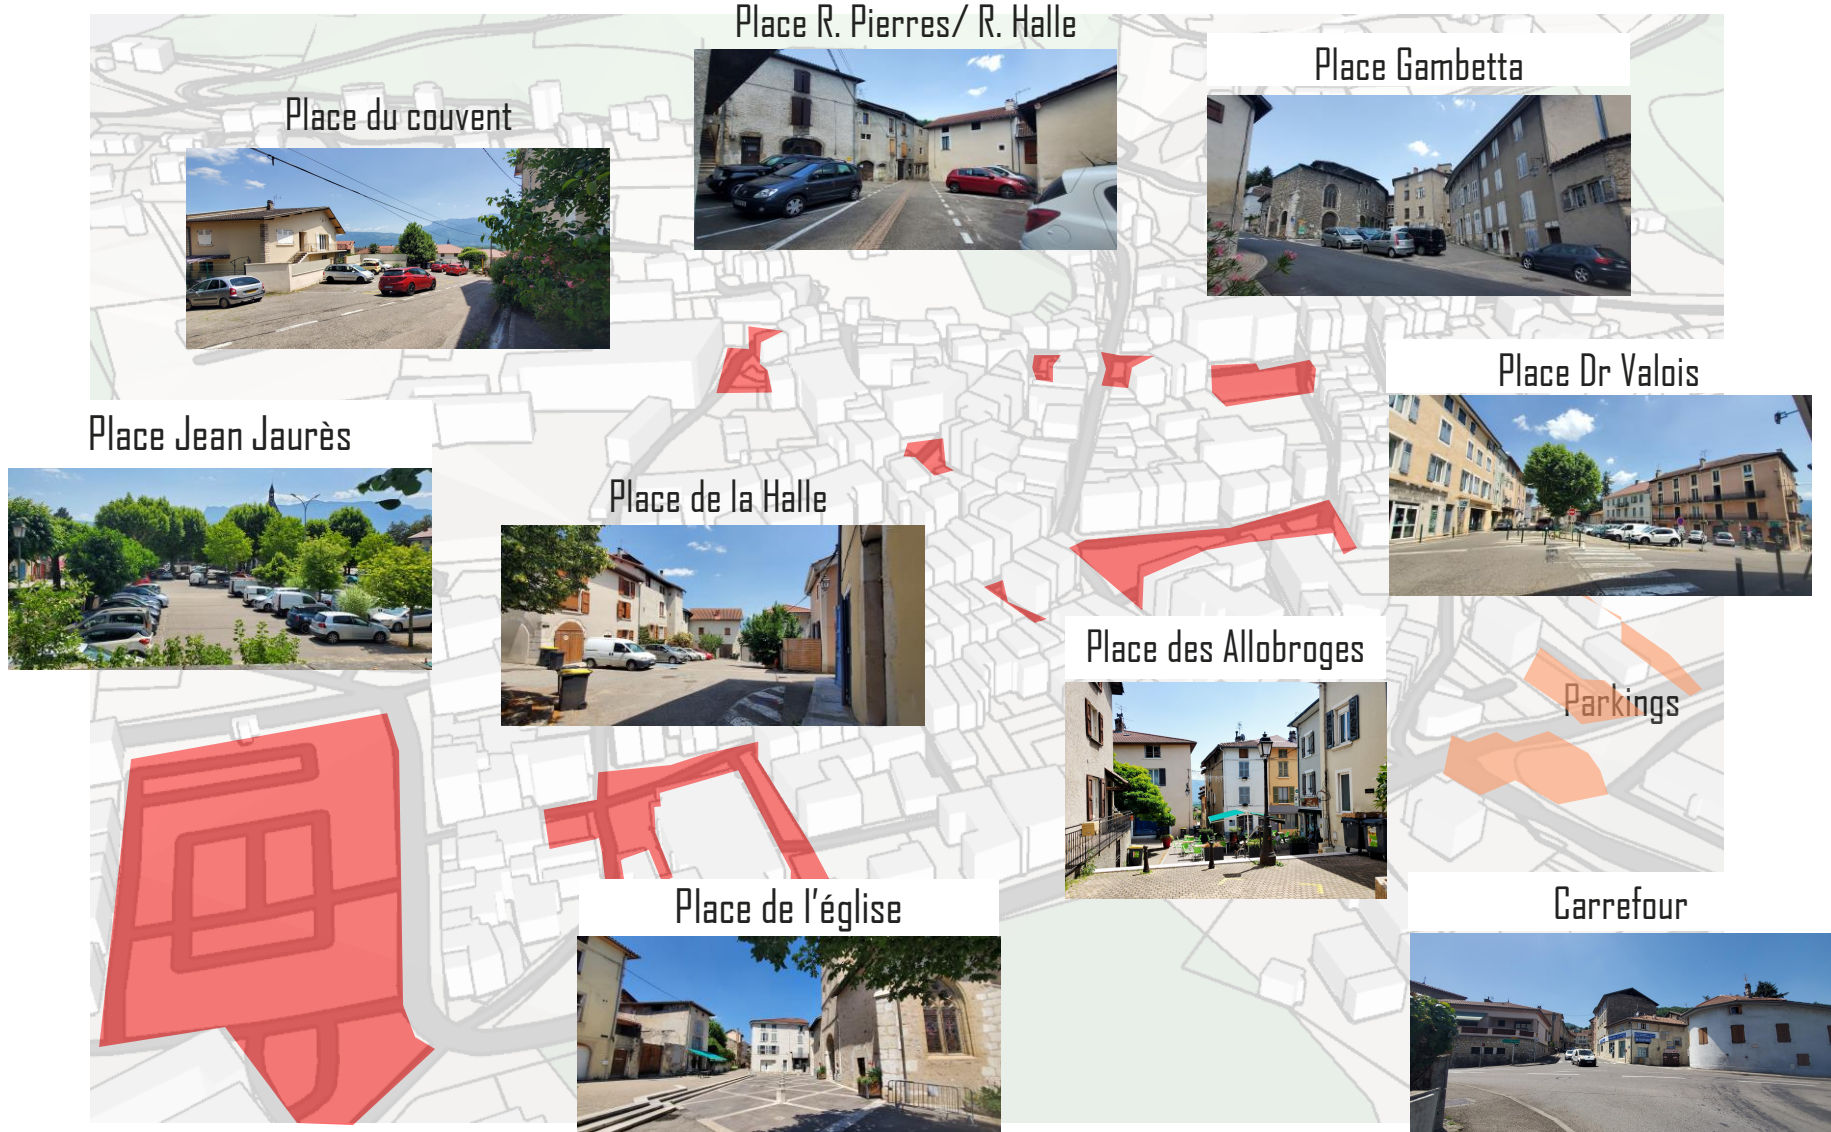 Place R. Pierres/ R. Halle
Place Gambetta
Place du couvent
Place Dr Valois
Place Jean Jaurès
Place de la Halle
Place des Allobroges
Parkings
Place de l'église
Carrefour